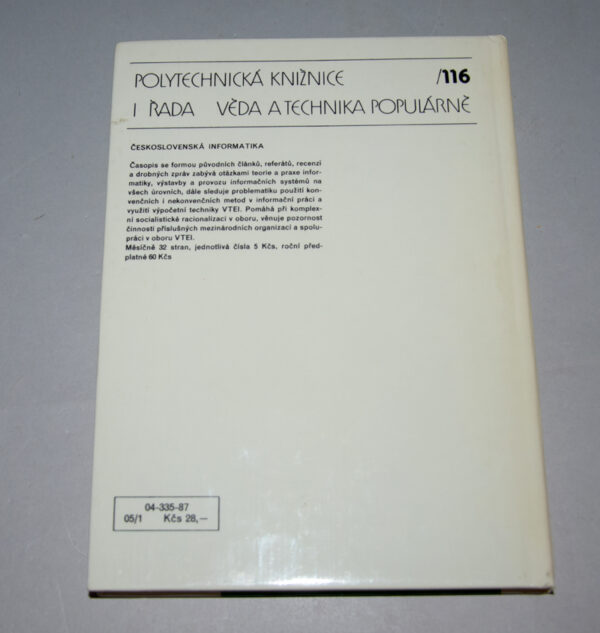 POLYTECHNICKÁ KNIŽNICE /116
I ŘADA VĚDA A TECHNIKA POPULÁRNĚ
ČESKOSLOVENSKÁ INFORMATIKA
Časopis se formou původních článků, referátů, recenzí
a drobných zpráv zabývá otázkami teorie a praxe infor-
matiky, výstavby a provozu informačních systémů na
všech úrovních, dále sleduje problematiku použití kon-
venčních i nekonvenčních metod v informační práci a
využití výpočetní techniky VTEI. Pomáhá při komplex-
ní socialistické racionalizaci v oboru, věnuje pozornost
činnosti příslušných mezinárodních organizací a spolu-
práci v oboru VTEI.
Měsíčně 32 stran, jednotlivá čísla 5 Kčs, roční před-
platné 60 Kčs
04-335-87
05/1 Kčs 28,—